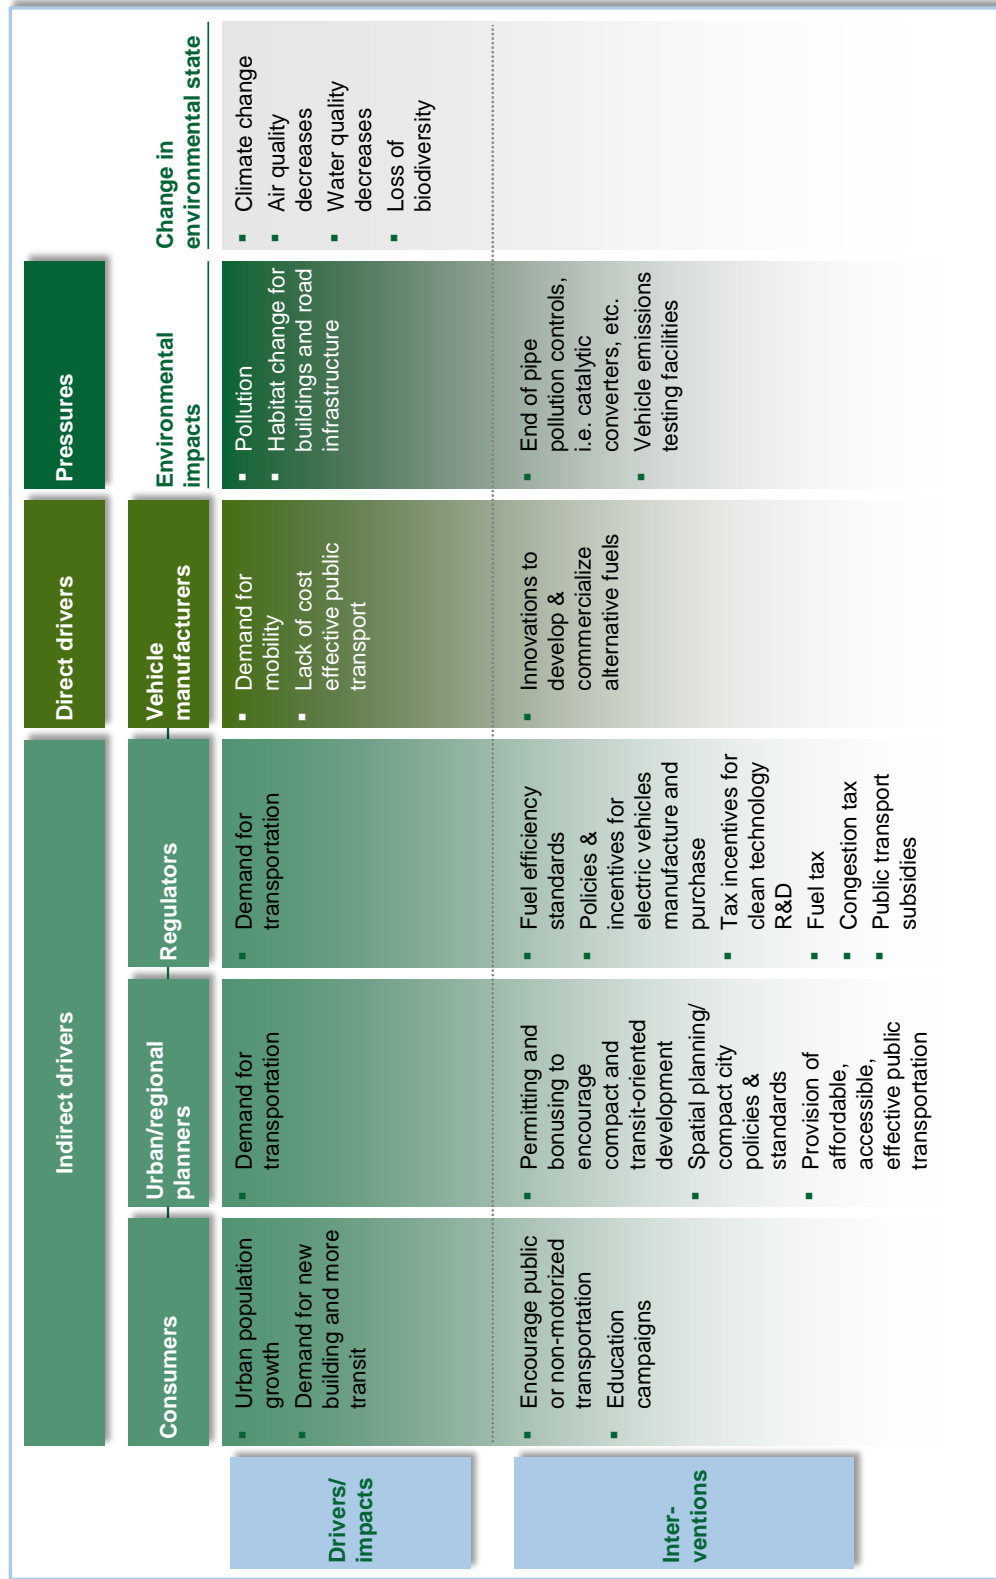 Indirect drivers
Direct drivers
Pressures
Consumers
Urban/regional
planners
Regulators
Vehicle
manufacturers
Environmental
impacts
Change in
environmental state
Drivers/
impacts
▪ Urban population
growth
▪ Demand for new
building and more
transit
▪ Demand for
transportation
▪ Demand for
transportation
▪ Demand for
mobility
▪ Lack of cost
effective public
transport
▪ Pollution
▪ Habitat change for
buildings and road
infrastructure
▪ Climate change
▪ Air quality
decreases
▪ Water quality
decreases
▪ Loss of
biodiversity
Inter-
ventions
▪ Encourage public
or non-motorized
transportation
▪ Education
campaigns
▪ Permitting and
bonusing to
encourage
compact and
transit-oriented
development
▪ Spatial planning/
compact city
policies &
standards
▪ Provision of
affordable,
accessible,
effective public
transportation
▪ Fuel efficiency
standards
▪ Policies &
incentives for
electric vehicles
manufacture and
purchase
▪ Tax incentives for
clean technology
R&D
▪ Fuel tax
▪ Congestion tax
▪ Public transport
subsidies
▪ Innovations to
develop &
commercialize
alternative fuels
▪ End of pipe
pollution controls,
i.e. catalytic
converters, etc.
▪ Vehicle emissions
testing facilities